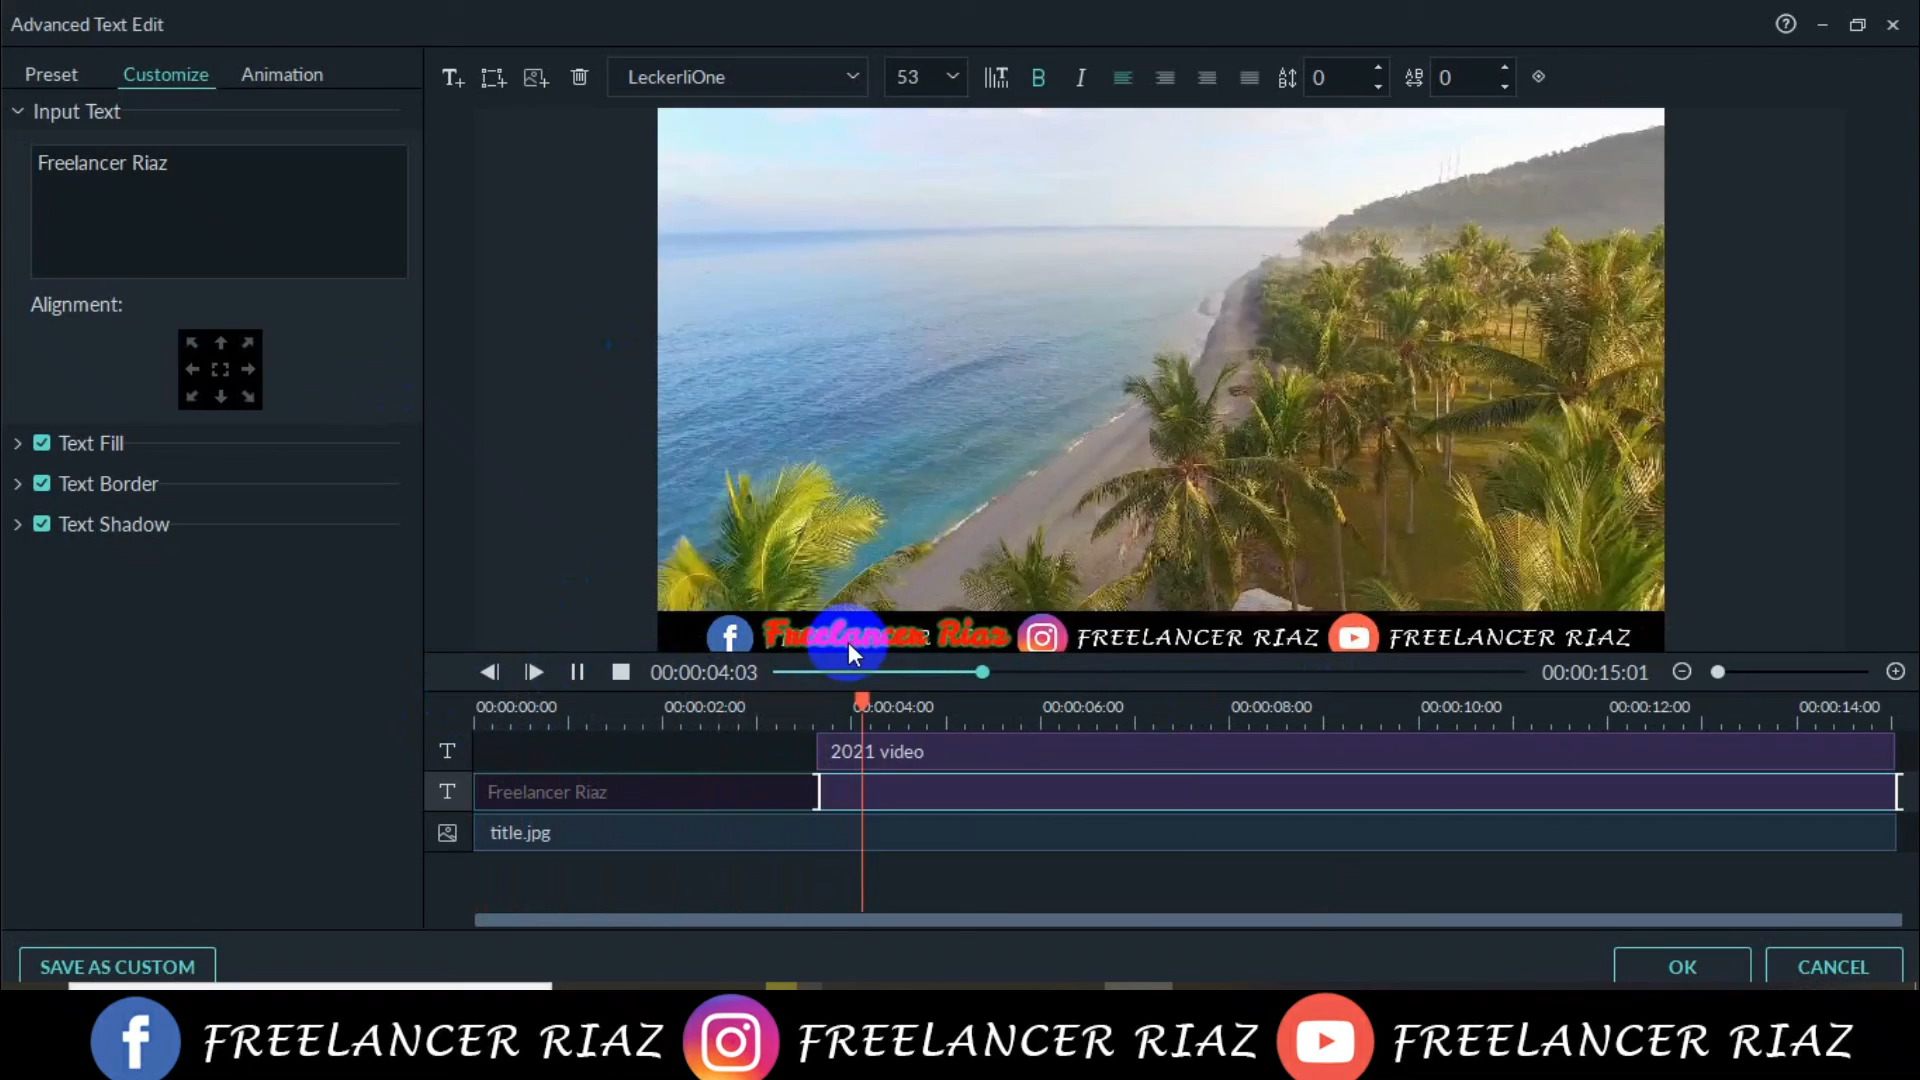 Advanced Text Edit
Preset Customize Animation
LeckerliOne 53 B I 0 0
Input Text
Freelancer Riaz
Alignment:
Text Fill
Text Border
Text Shadow
Freelancer Riaz FREELANCER RIAZ FREELANCER RIAZ
00:00:04:03 00:00:15:01
00:00:00:00 00:00:02:00 00:00:04:00 00:00:06:00 00:00:08:00 00:00:10:00 00:00:12:00 00:00:14:00
2021 video
Freelancer Riaz
title.jpg
SAVE AS CUSTOM OK CANCEL
FREELANCER RIAZ FREELANCER RIAZ FREELANCER RIAZ